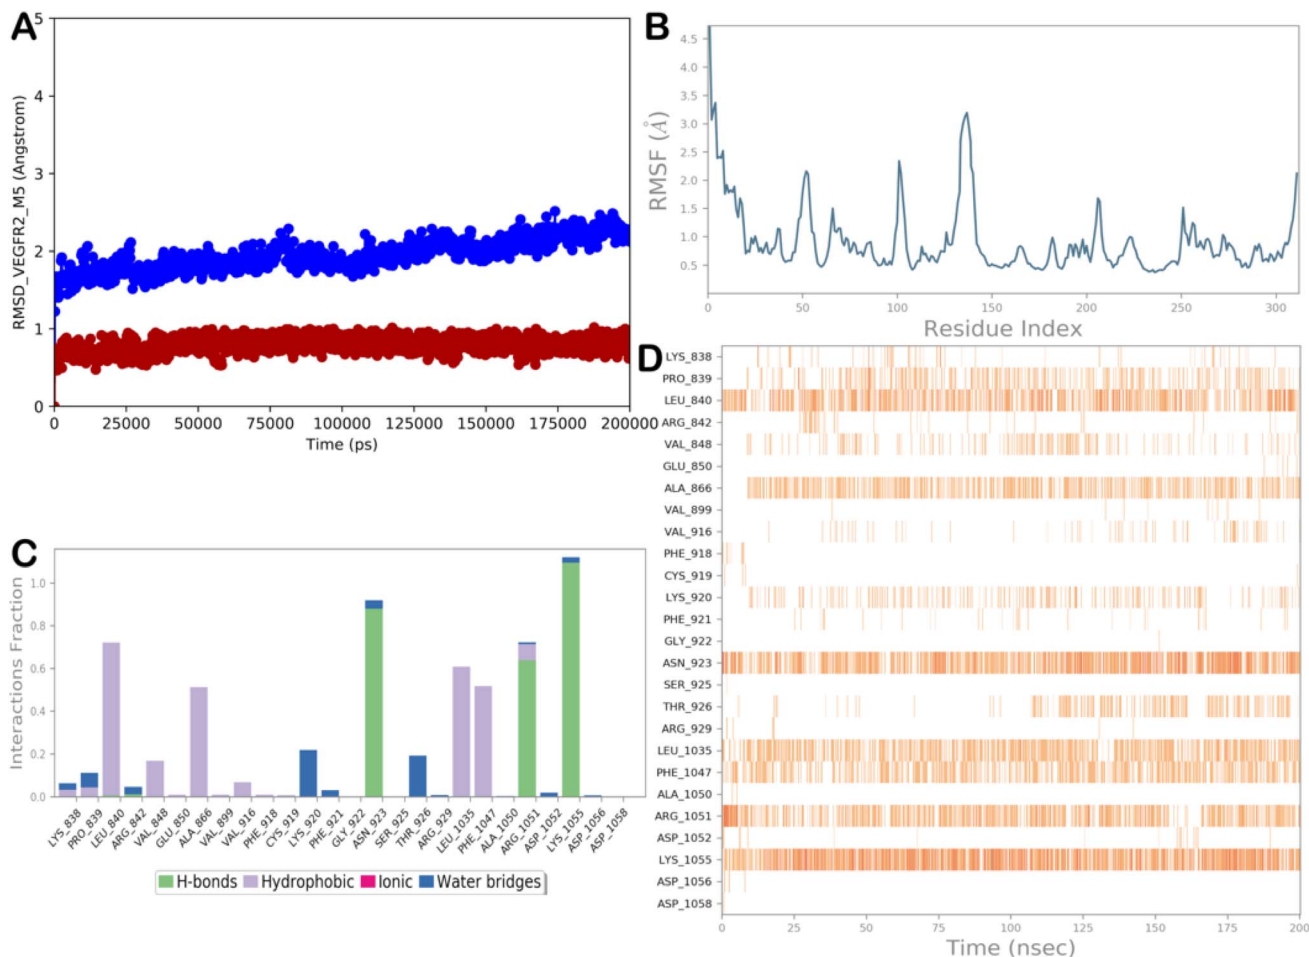 A
RMSD_VEGFR2_M5 (Angstrom)
5
4
3
2
1
0
0
25000
50000
75000
100000
125000
150000
175000
200000
Time (ps)
B
RMSF (Å)
4.5
4.0
3.5
3.0
2.5
2.0
1.5
1.0
0.5
0
50
100
150
200
250
300
Residue Index
C
Interactions Fraction
1.0
0.8
0.6
0.4
0.2
0.0
LYS_838
PRO_839
LEU_840
ARG_842
VAL_848
GLU_850
ALA_866
VAL_899
VAL_916
PHE_918
CYS_919
LYS_920
PHE_921
GLY_922
ASN_923
SER_925
THR_926
ARG_929
LEU_1035
PHE_1047
ALA_1050
ARG_1051
ASP_1052
LYS_1055
ASP_1056
ASP_1058
H-bonds Hydrophobic Ionic Water bridges
D
LYS_838
PRO_839
LEU_840
ARG_842
VAL_848
GLU_850
ALA_866
VAL_899
VAL_916
PHE_918
CYS_919
LYS_920
PHE_921
GLY_922
ASN_923
SER_925
THR_926
ARG_929
LEU_1035
PHE_1047
ALA_1050
ARG_1051
ASP_1052
LYS_1055
ASP_1056
ASP_1058
0
25
50
75
100
125
150
175
200
Time (nsec)